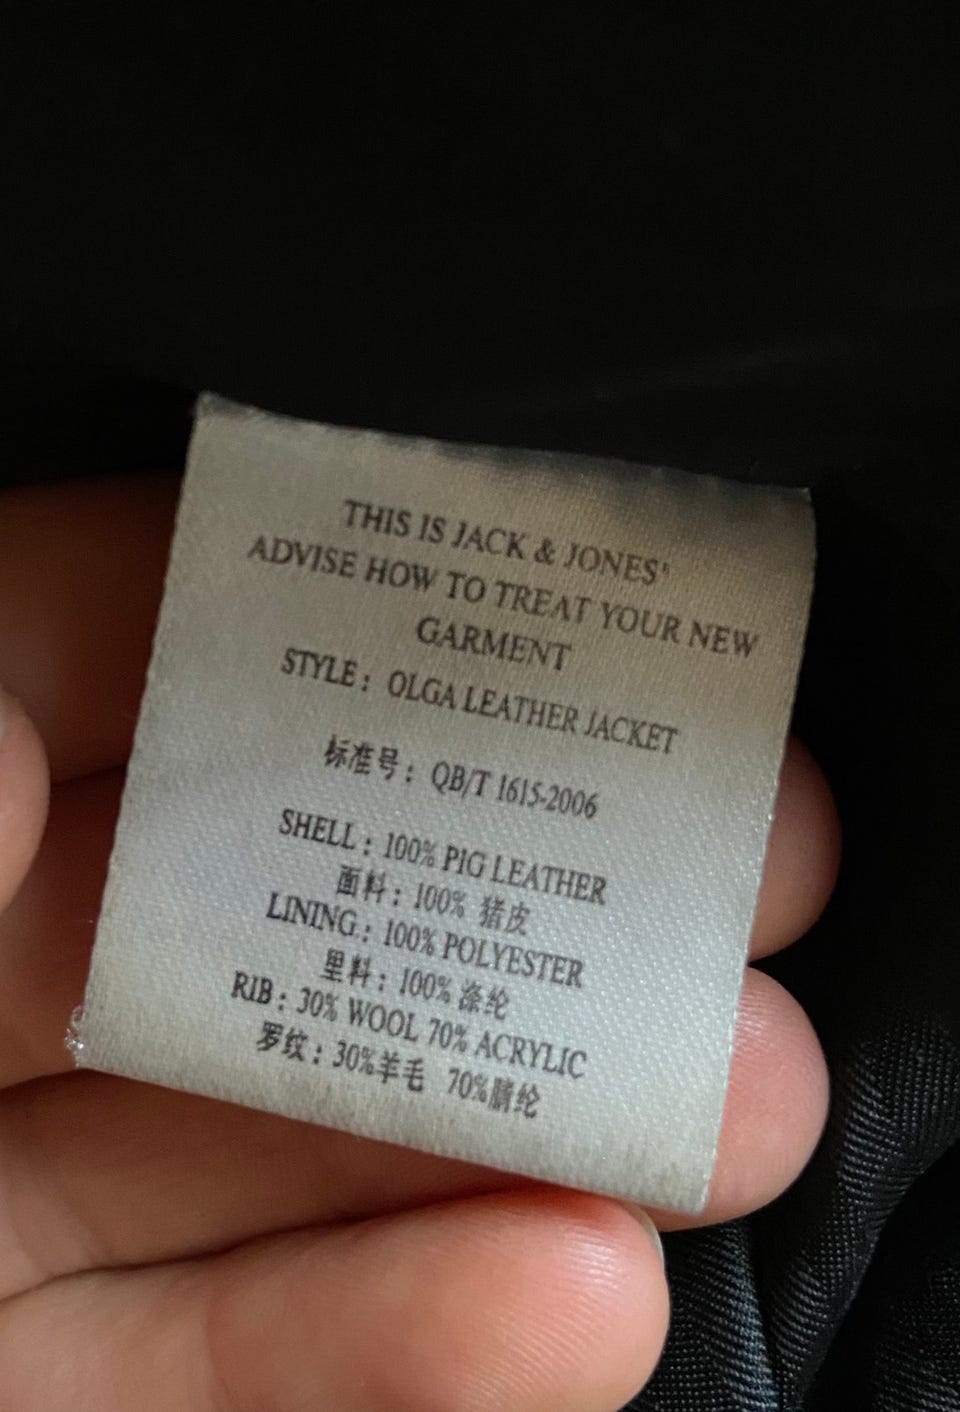 THIS IS JACK & JONES'
ADVISE HOW TO TREAT YOUR NEW
GARMENT
STYLE: OLGA LEATHER JACKET
标准号: QB/T 1615-2006
SHELL: 100% PIG LEATHER
面料: 100% 猪皮
LINING: 100% POLYESTER
里料: 100% 涤纶
RIB: 30% WOOL 70% ACRYLIC
罗纹: 30%羊毛 70%腈纶